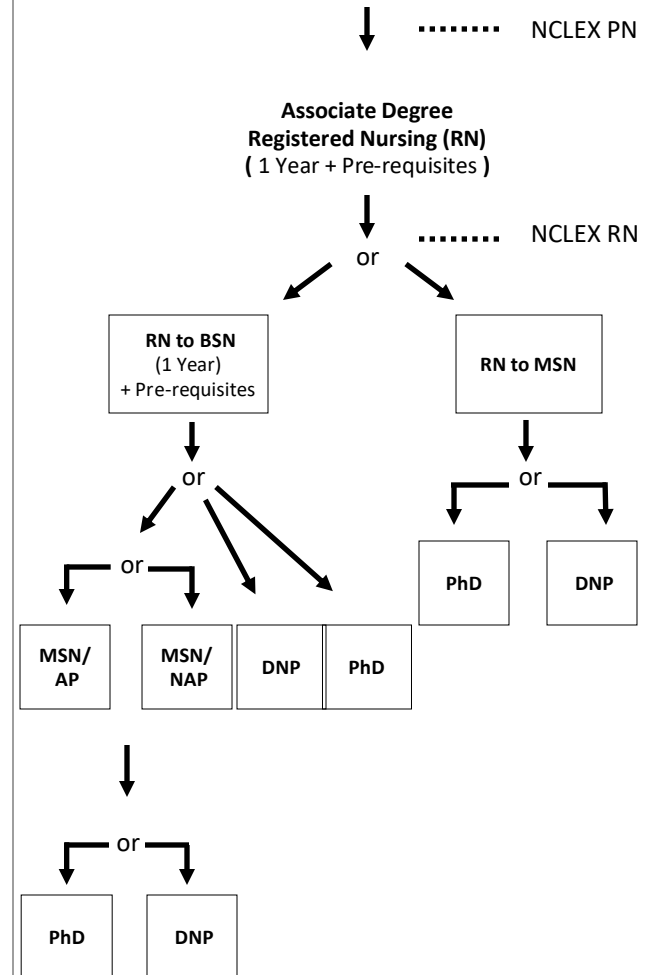 NCLEX PN
Associate Degree
Registered Nursing (RN)
( 1 Year + Pre-requisites )
NCLEX RN
or
RN to BSN
(1 Year)
+ Pre-requisites
RN to MSN
or
or
PhD
DNP
or
MSN/
AP
MSN/
NAP
DNP
PhD
or
PhD
DNP